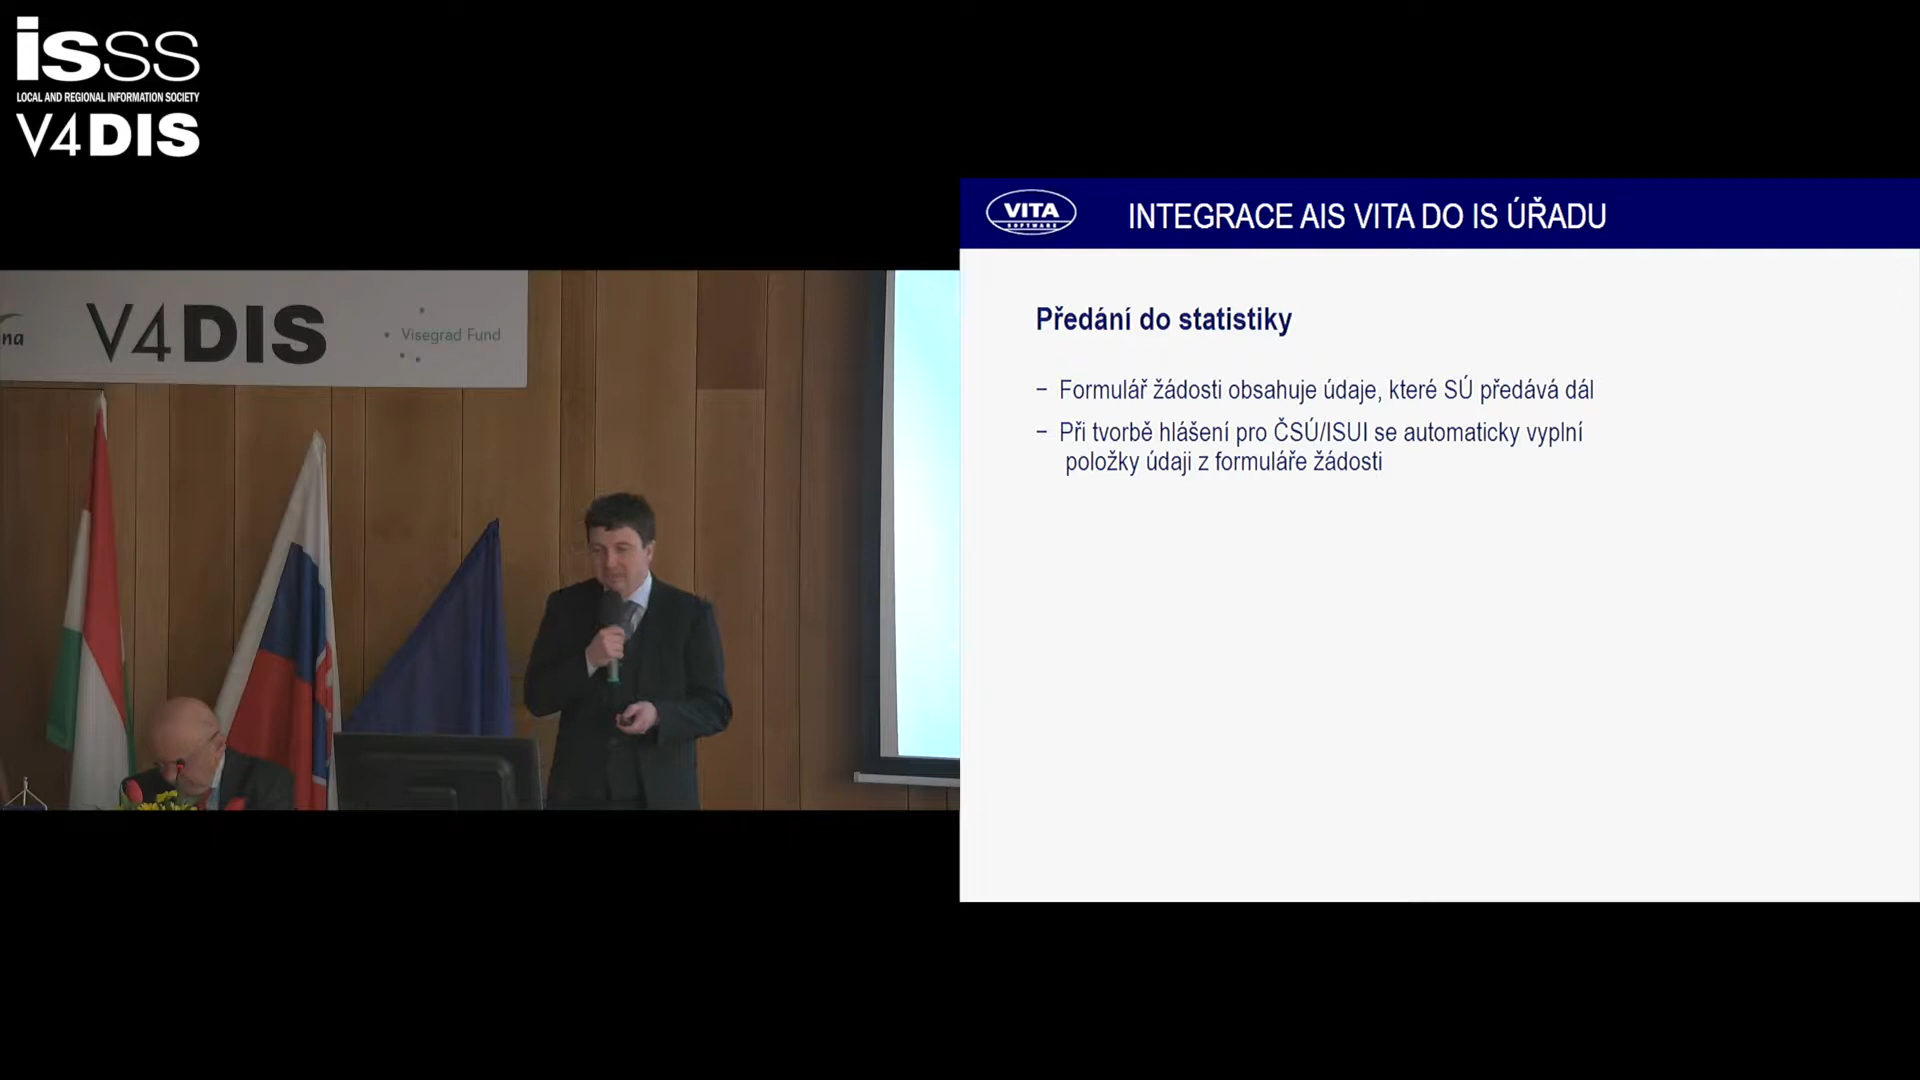 isss
LOCAL AND REGIONAL INFORMATION SOCIETY
V4DIS
na
V4DIS
Visegrad Fund
VITA
SOFTWARE
INTEGRACE AIS VITA DO IS ÚŘADU
Předání do statistiky
− Formulář žádosti obsahuje údaje, které SÚ předává dál
− Při tvorbě hlášení pro ČSÚ/ISUI se automaticky vyplní
položky údaji z formuláře žádosti